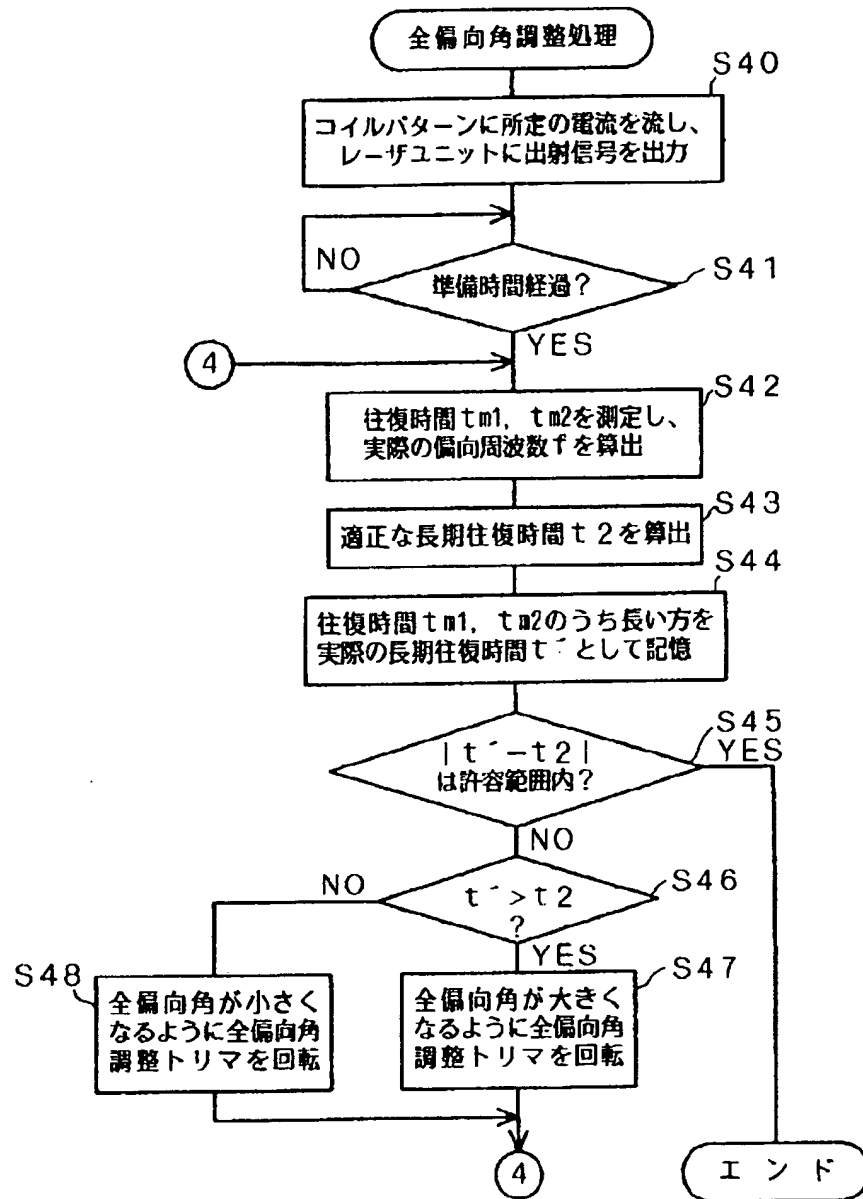 全偏向角調整処理
S40
コイルパターンに所定の電流を流し、
レーザユニットに出射信号を出力
NO
準備時間経過？
S41
YES
4
S42
往復時間tm1，tm2を測定し、
実際の偏向周波数fを算出
S43
適正な長期往復時間t2を算出
S44
往復時間tm1，tm2のうち長い方を
実際の長期往復時間t´として記憶
S45
|t´−t2|
は許容範囲内？
YES
NO
S46
t´>t2
？
NO
YES
S48
全偏向角が小さく
なるように全偏向角
調整トリマを回転
S47
全偏向角が大きく
なるように全偏向角
調整トリマを回転
4
エンド